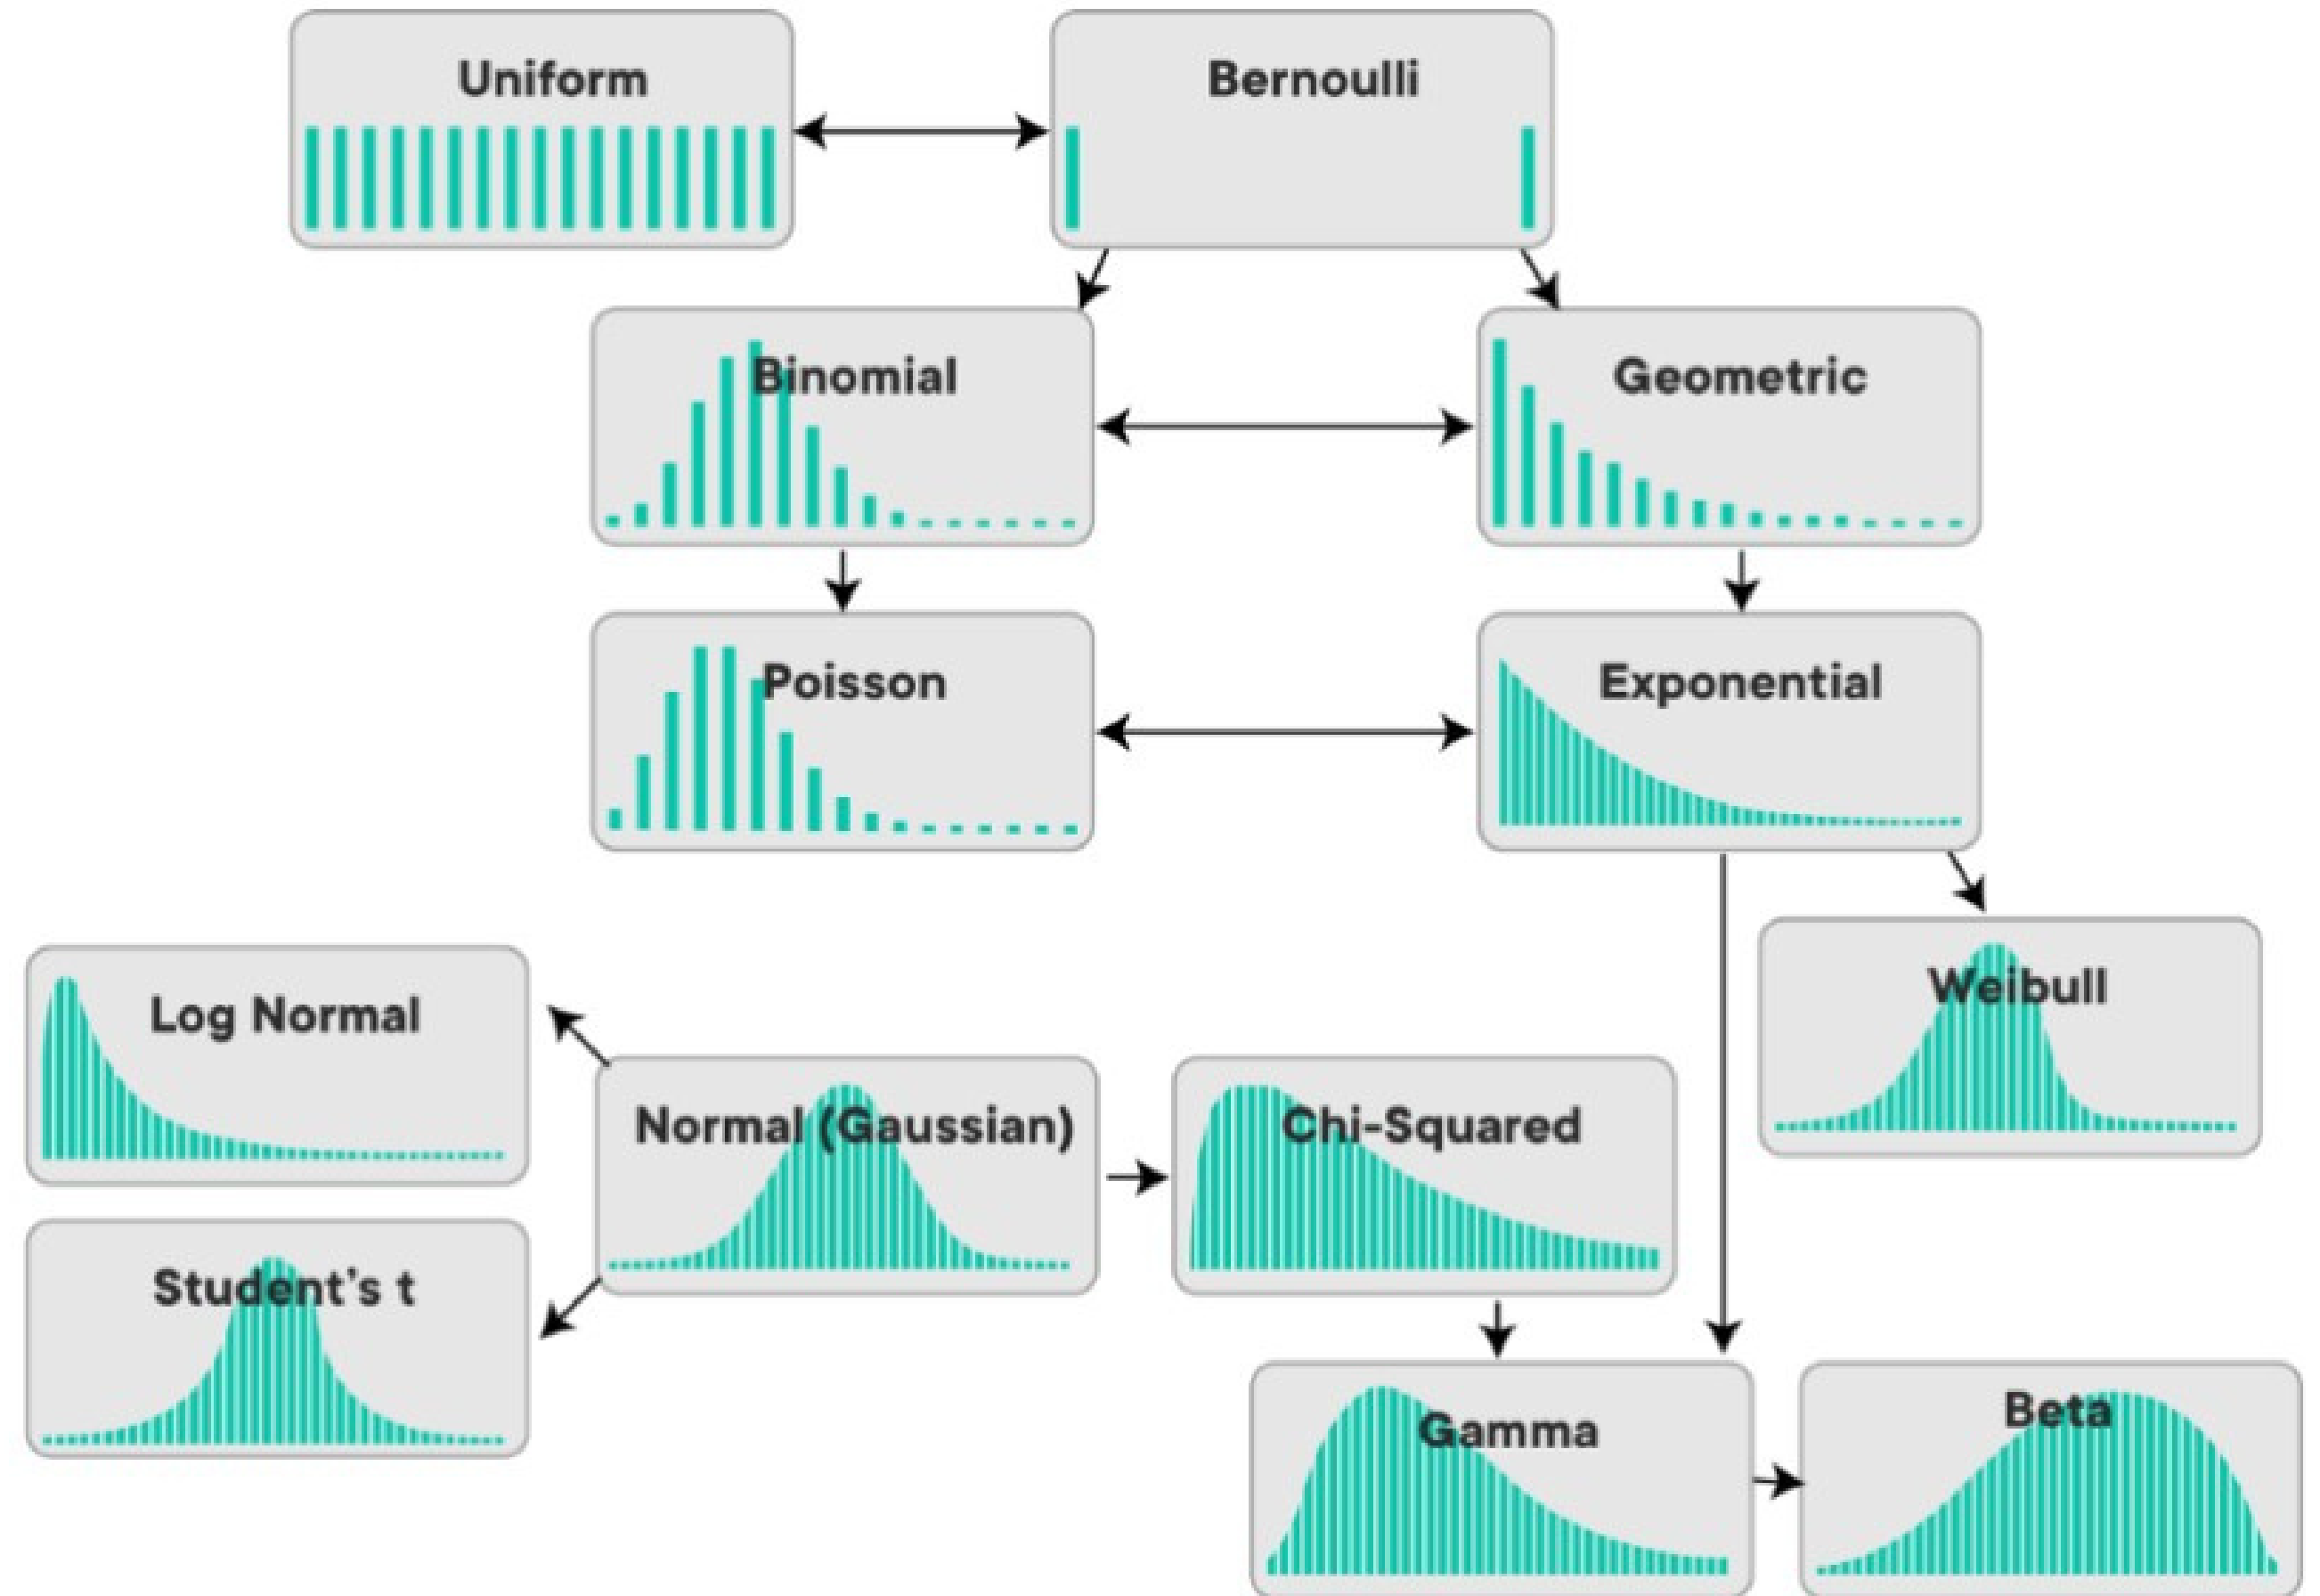 Uniform
Bernoulli
Binomial
Geometric
Poisson
Exponential
Weibull
Log Normal
Normal (Gaussian)
Chi-Squared
Student's t
Gamma
Beta